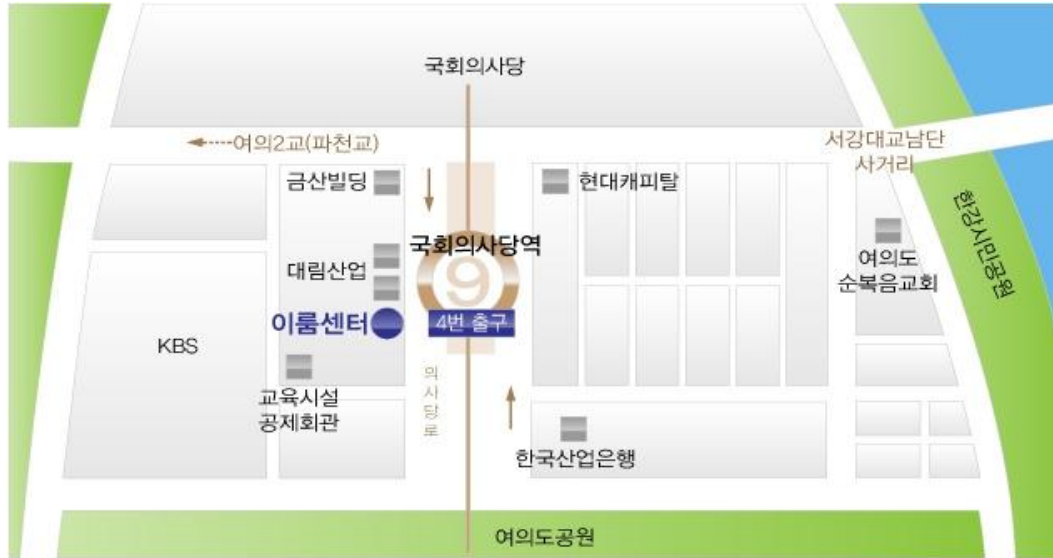 국회의사당
여의2교(파천교)
서강대교남단
사거리
금산빌딩
현대캐피탈
한강시민공원
국회의사당역
9
여의도
순복음교회
대림산업
이룸센터
4번 출구
KBS
의사당로
교육시설
공제회관
한국산업은행
여의도공원